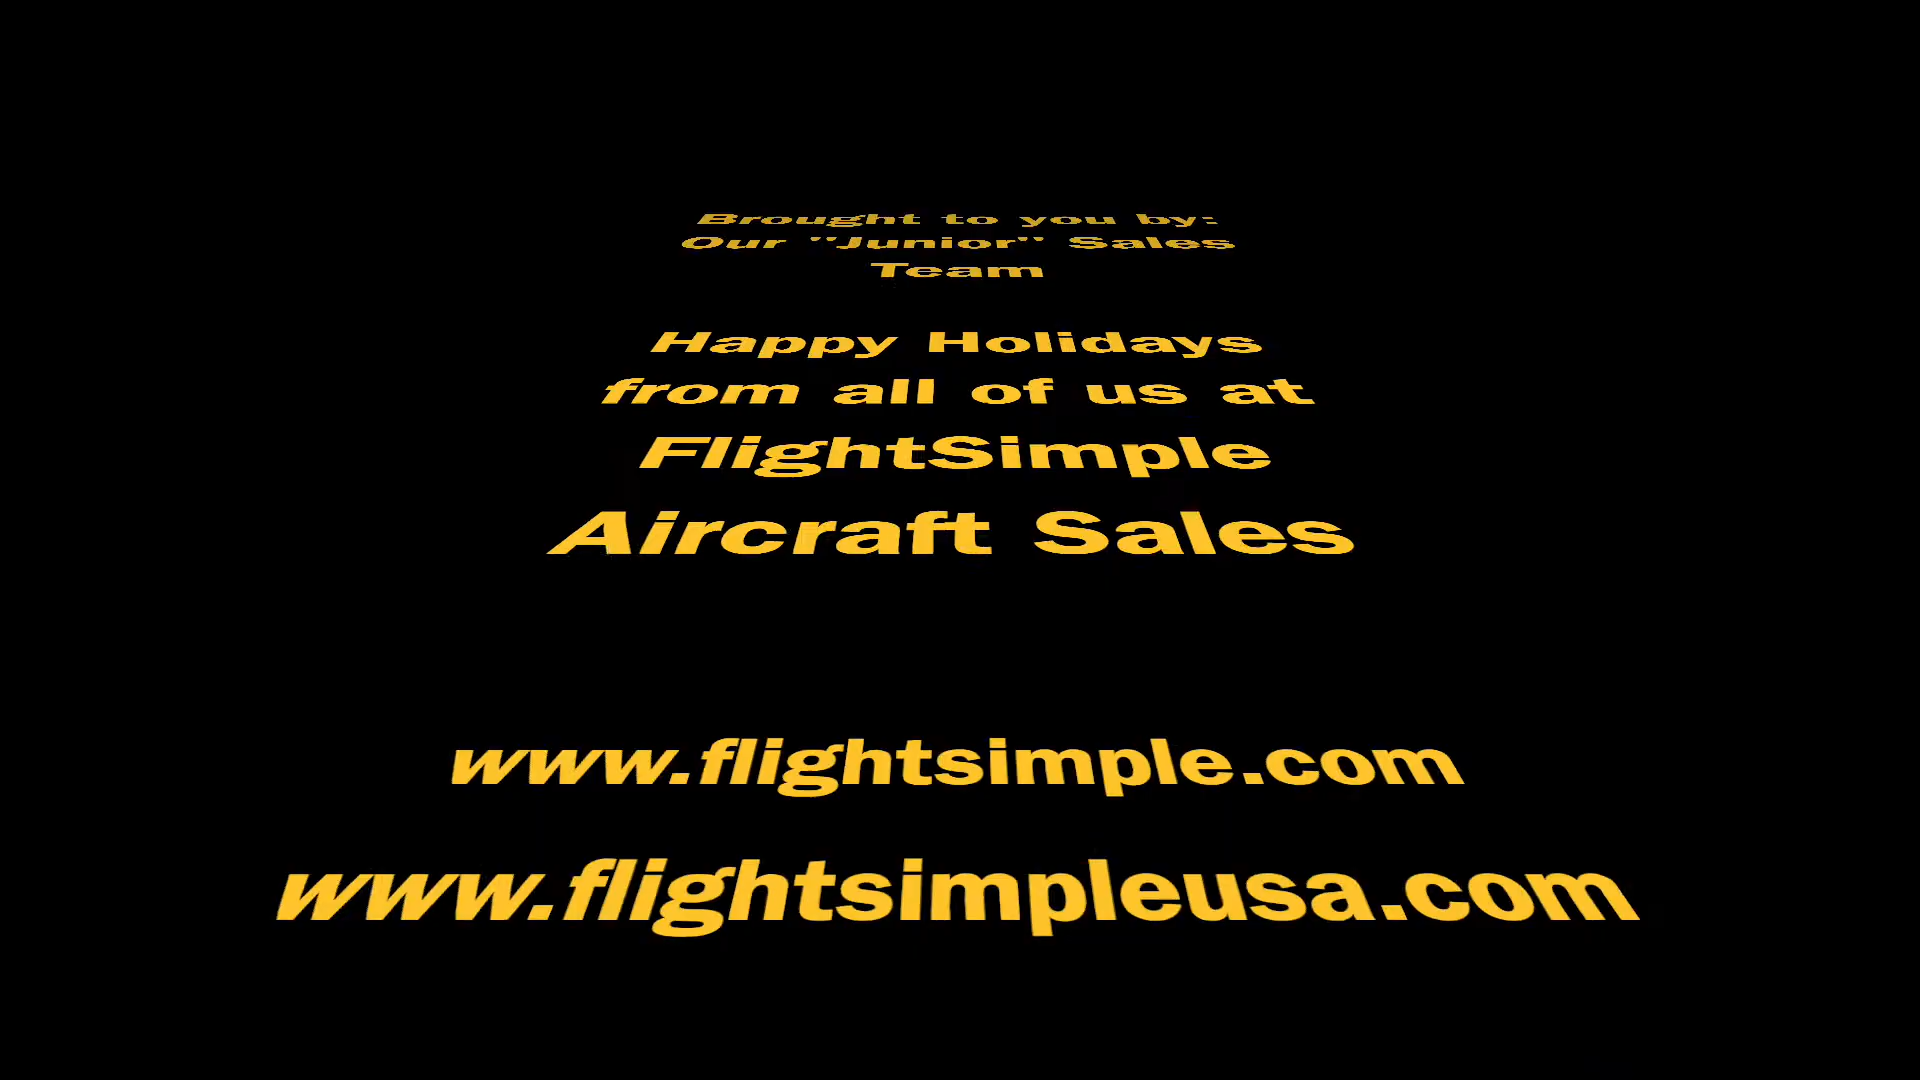 Brought to you by:
Our "Junior" Sales
Team
Happy Holidays
from all of us at
FlightSimple
Aircraft Sales
www.flightsimple.com
www.flightsimpleusa.com